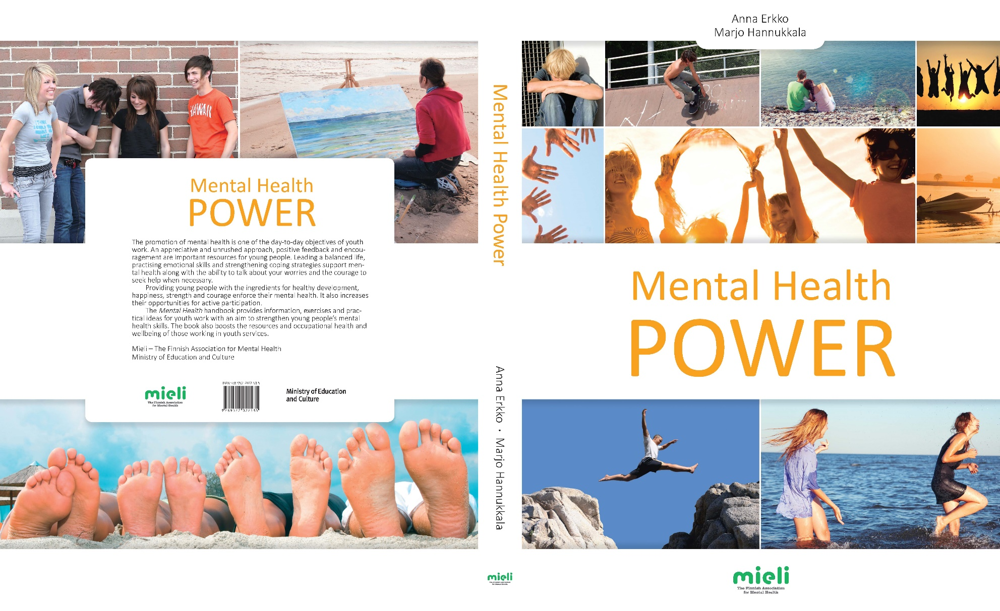 Anna Erkko
Marjo Hannukkala
HAWAII
Mental Health
POWER
The promotion of mental health is one of the day-to-day objectives of youth
work. An appreciative and unrushed approach, positive feedback and encou-
ragement are important resources for young people. Leading a balanced life,
practising emotional skills and strengthening coping strategies support men-
tal health along with the ability to talk about your worries and the courage to
seek help when necessary.
Providing young people with the ingredients for healthy development,
happiness, strength and courage enforce their mental health. It also increases
their opportunities for active participation.
The Mental Health handbook provides information, exercises and prac-
tical ideas for youth work with an aim to strengthen young people's mental
health skills. The book also boosts the resources and occupational health and
wellbeing of those working in youth services.
Mieli – The Finnish Association for Mental Health
Ministry of Education and Culture
mieli
The Finnish Association
for Mental Health
Ministry of Education
and Culture
Mental Health Power
Anna Erkko · Marjo Hannukkala
mieli
The Finnish Association
for Mental Health
Mental Health
POWER
mieli
The Finnish Association
for Mental Health